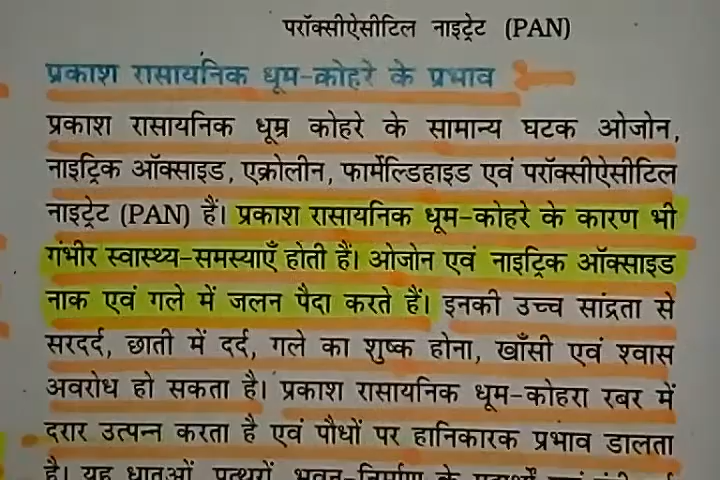 परॉक्सीऐसीटिल नाइट्रेट (PAN)
प्रकाश रासायनिक धूम-कोहरे के प्रभाव
प्रकाश रासायनिक धूम्र कोहरे के सामान्य घटक ओजोन,
नाइट्रिक ऑक्साइड, एक्रोलीन, फार्मेल्डिहाइड एवं परॉक्सीऐसीटिल
नाइट्रेट (PAN) हैं। प्रकाश रासायनिक धूम-कोहरे के कारण भी
गंभीर स्वास्थ्य-समस्याएँ होती हैं। ओजोन एवं नाइट्रिक ऑक्साइड
नाक एवं गले में जलन पैदा करते हैं। इनकी उच्च सांद्रता से
सरदर्द, छाती में दर्द, गले का शुष्क होना, खाँसी एवं श्वास
अवरोध हो सकता है। प्रकाश रासायनिक धूम-कोहरा रबर में
दरार उत्पन्न करता है एवं पौधों पर हानिकारक प्रभाव डालता
है। यह धातुओं, पत्थरों, भवन-निर्माण के